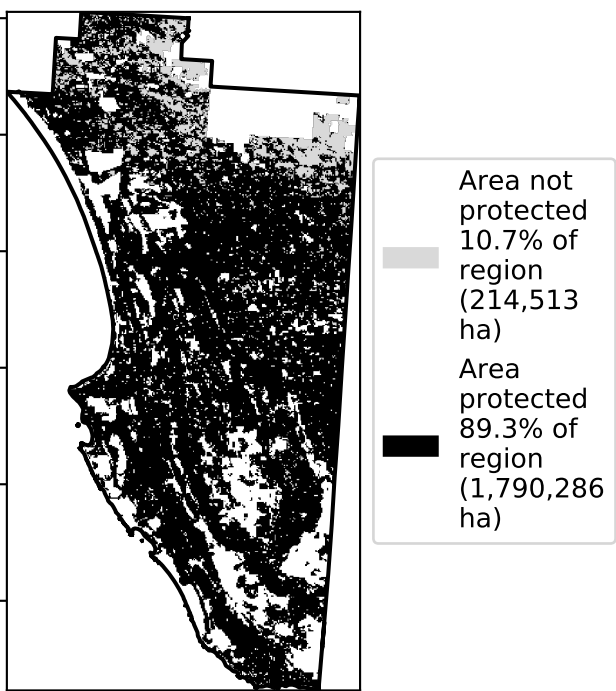 Area not
protected
10.7% of
region
(214,513
ha)
Area
protected
89.3% of
region
(1,790,286
ha)